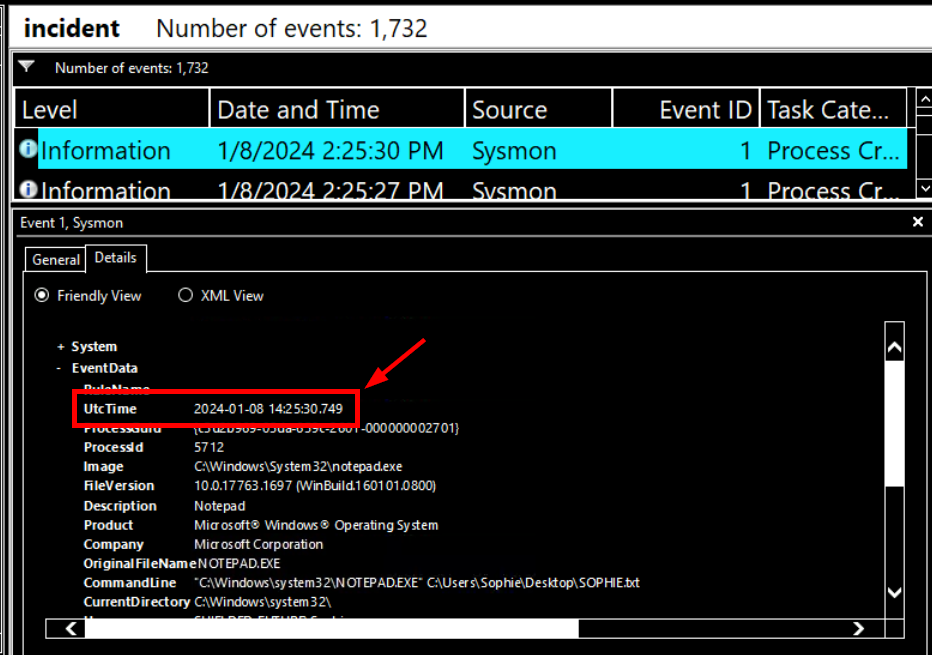 incident Number of events: 1,732
Number of events: 1,732
Level Date and Time Source Event ID Task Cate...
Information 1/8/2024 2:25:30 PM Sysmon 1 Process Cr...
Information 1/8/2024 2:25:27 PM Sysmon 1 Process Cr...
Event 1, Sysmon
General Details
Friendly View XML View
+ System
- EventData
RuleName
UtcTime 2024-01-08 14:25:30.749
ProcessGuid
ProcessId 5712
Image C:\Windows\System32\notepad.exe
FileVersion 10.0.17763.1697 (WinBuild.160101.0800)
Description Notepad
Product Microsoft® Windows® Operating System
Company Microsoft Corporation
OriginalFileName NOTEPAD.EXE
CommandLine "C:\Windows\system32\NOTEPAD.EXE" C:\Users\Sophie\Desktop\SOPHIE.txt
CurrentDirectory C:\Windows\system32\